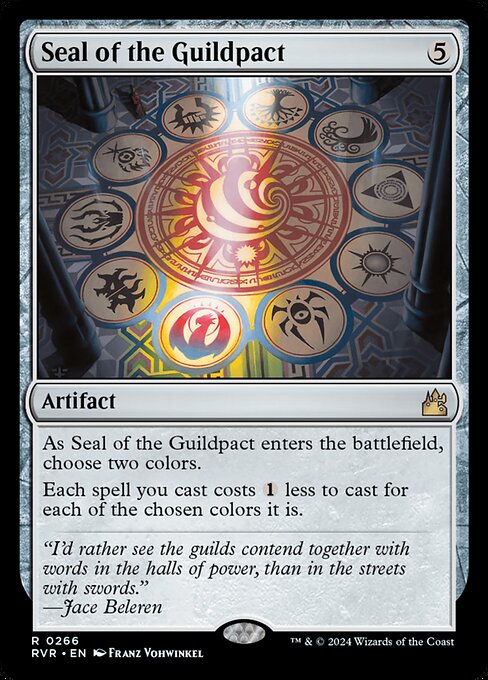 Seal of the Guildpact 5
Artifact
As Seal of the Guildpact enters the battlefield,
choose two colors.
Each spell you cast costs 1 less to cast for
each of the chosen colors it is.
“I’d rather see the guilds contend together with
words in the halls of power, than in the streets
with swords.”
—Jace Beleren
R 0266
RVR • EN Franz Vohwinkel
™ & © 2024 Wizards of the Coast